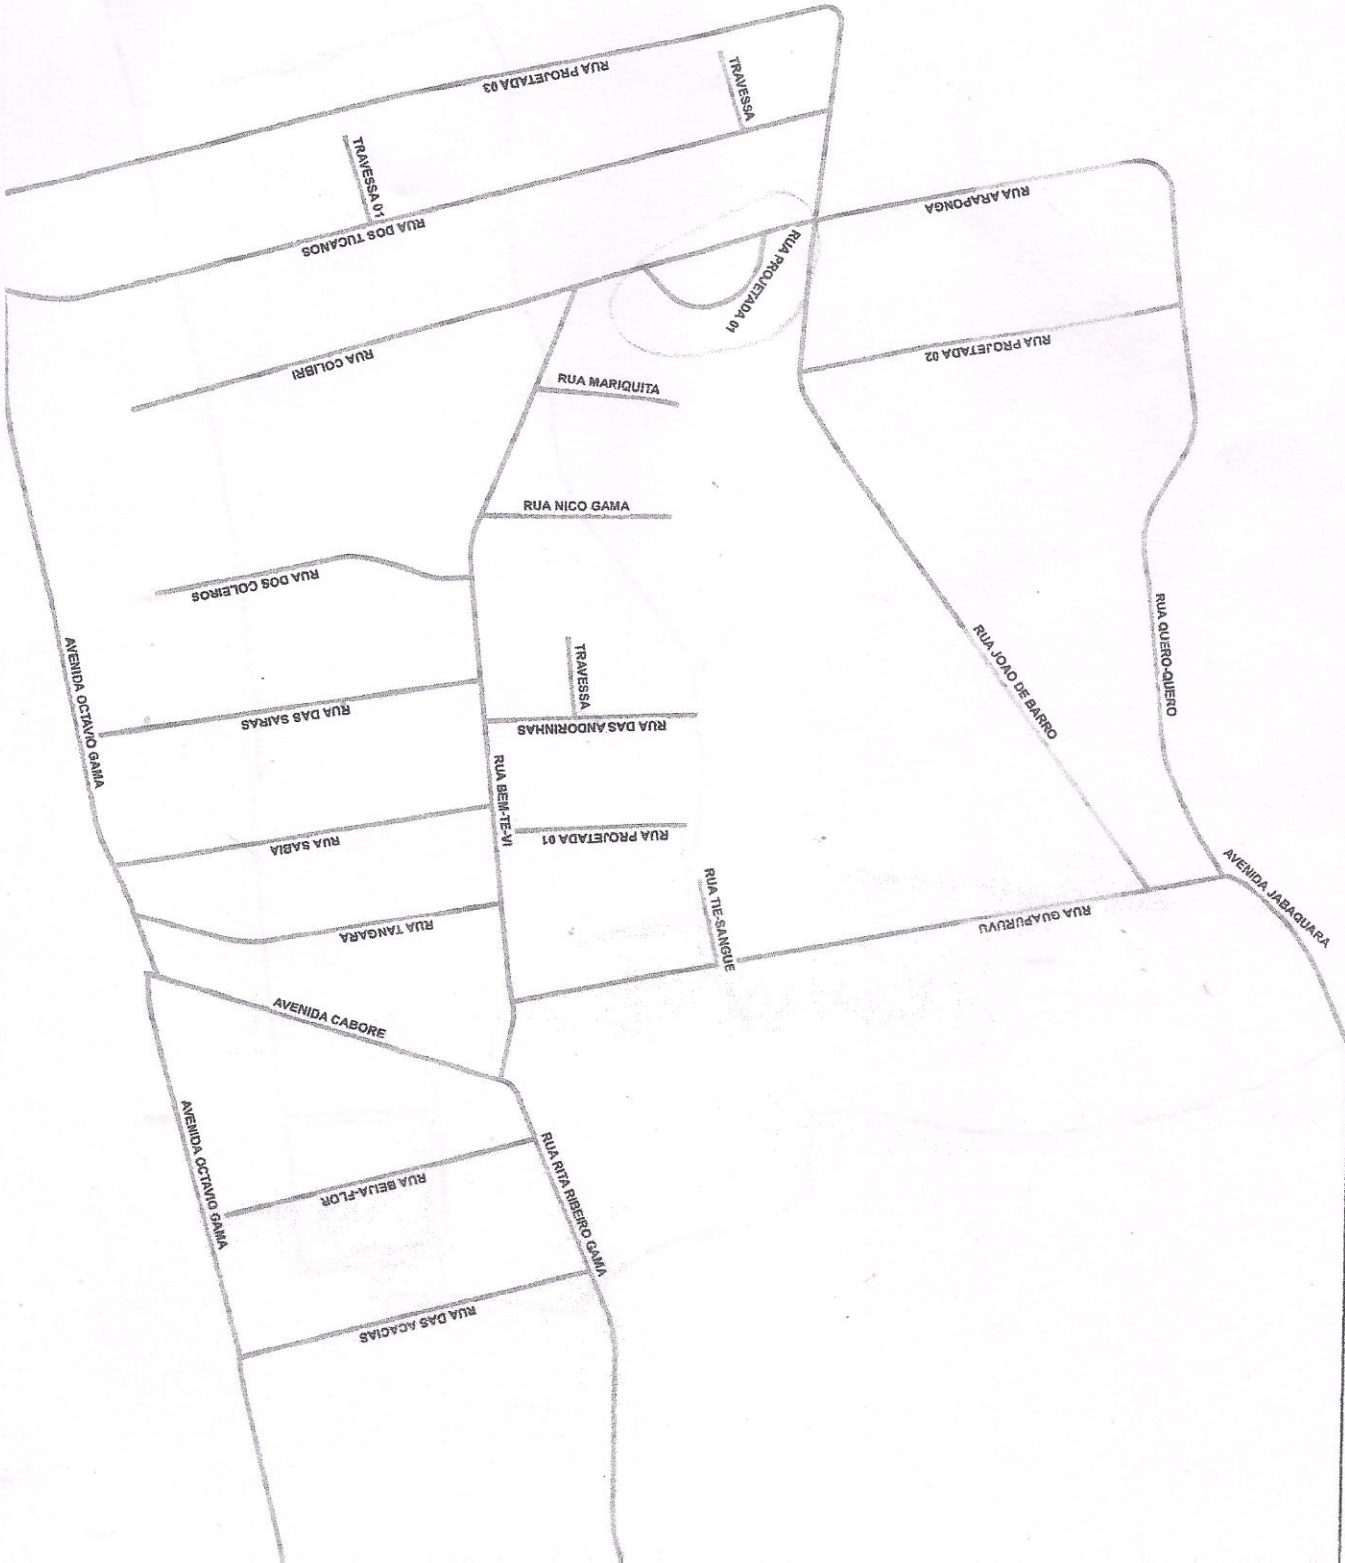 RUA PROJETADA 03
TRAVESSA
TRAVESSA 01
RUA DOS TUCANOS
RUA ARAPONGA
RUA PROJETADA 01
RUA PROJETADA 02
RUA COLIBRI
RUA MARIQUITA
RUA NICO GAMA
RUA DOS COLEIROS
AVENIDA OCTAVIO GAMA
RUA DAS SAIRAS
TRAVESSA
RUA DAS ANDORINHAS
RUA JOAO DE BARRO
RUA QUERO-QUERO
RUA BEM-TE-VI
RUA PROJETADA 01
RUA SABIA
RUA TIE-SANGUE
AVENIDA JABAQUARA
RUA GUAPURUVU
RUA TANGARA
AVENIDA CABORE
AVENIDA OCTAVIO GAMA
RUA BEIJA-FLOR
RUA RITA RIBEIRO GAMA
RUA DAS ACACIAS